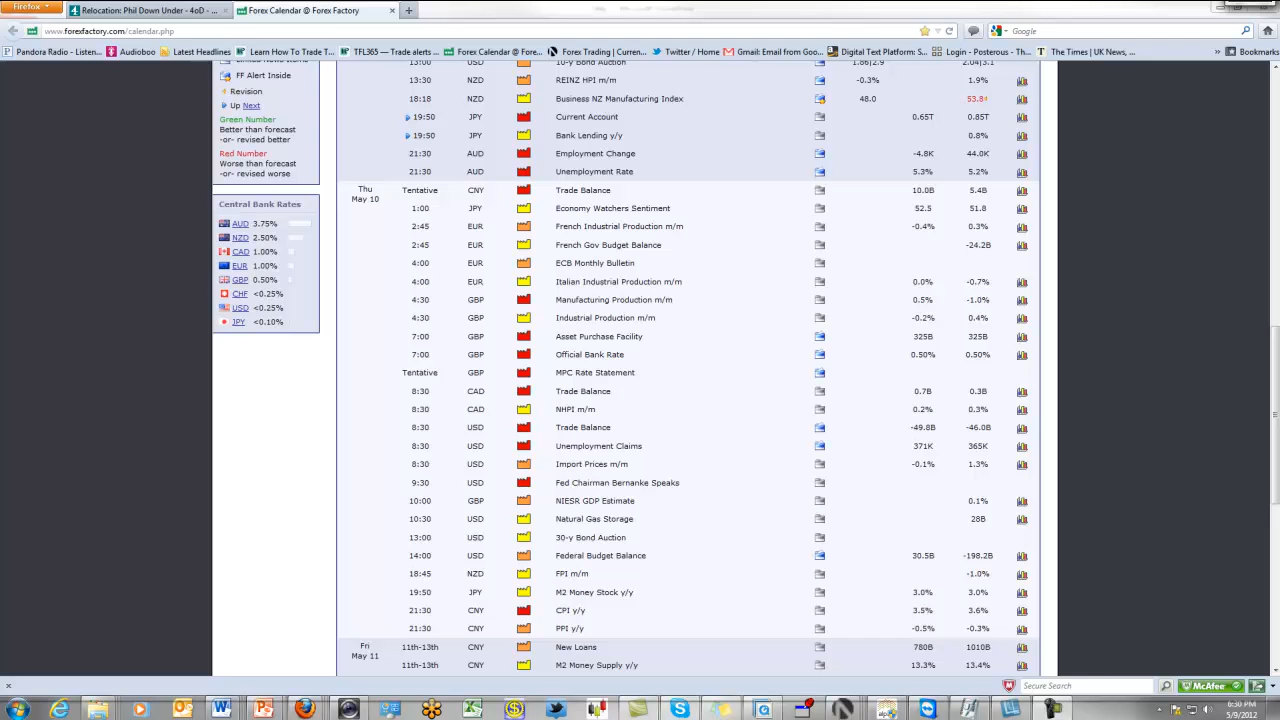 Firefox
Relocation: Phil Down Under - 4oD - ...
Forex Calendar @ Forex Factory
www.forexfactory.com/calendar.php
Google
Pandora Radio - Listen...
Audioboo
Latest Headlines
Learn How To Trade T...
TFL365 — Trade alerts ...
Forex Calendar @ Fore...
Forex Trading | Curren...
Twitter / Home
Gmail: Email from Goo...
Digital Text Platform: S...
Login - Posterous - Th...
The Times | UK News, ...
Bookmarks
FF Alert Inside
Revision
Up Next
Green Number
Better than forecast
-or- revised better
Red Number
Worse than forecast
-or- revised worse
Central Bank Rates
AUD 3.75%
NZD 2.50%
CAD 1.00%
EUR 1.00%
GBP 0.50%
CHF <0.25%
USD <0.25%
JPY <0.10%
13:00 USD 10-y Bond Auction 1.86|2.9 2.04|3.1
13:30 NZD REINZ HPI m/m -0.3% 1.9%
18:18 NZD Business NZ Manufacturing Index 48.0 53.8
19:50 JPY Current Account 0.65T 0.85T
19:50 JPY Bank Lending y/y 0.8%
21:30 AUD Employment Change -4.8K 44.0K
21:30 AUD Unemployment Rate 5.3% 5.2%
Thu May 10 Tentative CNY Trade Balance 10.0B 5.4B
1:00 JPY Economy Watchers Sentiment 52.5 51.8
2:45 EUR French Industrial Production m/m -0.4% 0.3%
2:45 EUR French Gov Budget Balance -24.2B
4:00 EUR ECB Monthly Bulletin
4:00 EUR Italian Industrial Production m/m 0.0% -0.7%
4:30 GBP Manufacturing Production m/m 0.5% -1.0%
4:30 GBP Industrial Production m/m -0.2% 0.4%
7:00 GBP Asset Purchase Facility 325B 325B
7:00 GBP Official Bank Rate 0.50% 0.50%
Tentative GBP MPC Rate Statement
8:30 CAD Trade Balance 0.7B 0.3B
8:30 CAD NHPI m/m 0.2% 0.3%
8:30 USD Trade Balance -49.8B -46.0B
8:30 USD Unemployment Claims 371K 365K
8:30 USD Import Prices m/m -0.1% 1.3%
9:30 USD Fed Chairman Bernanke Speaks
10:00 GBP NIESR GDP Estimate 0.1%
10:30 USD Natural Gas Storage 28B
13:00 USD 30-y Bond Auction
14:00 USD Federal Budget Balance 30.5B -198.2B
18:45 NZD FPI m/m -1.0%
19:50 JPY M2 Money Stock y/y 3.0% 3.0%
21:30 CNY CPI y/y 3.5% 3.6%
21:30 CNY PPI y/y -0.5% -0.3%
Fri May 11 11th-13th CNY New Loans 780B 1010B
11th-13th CNY M2 Money Supply y/y 13.3% 13.4%
Secure Search
McAfee
6:30 PM
5/9/2012